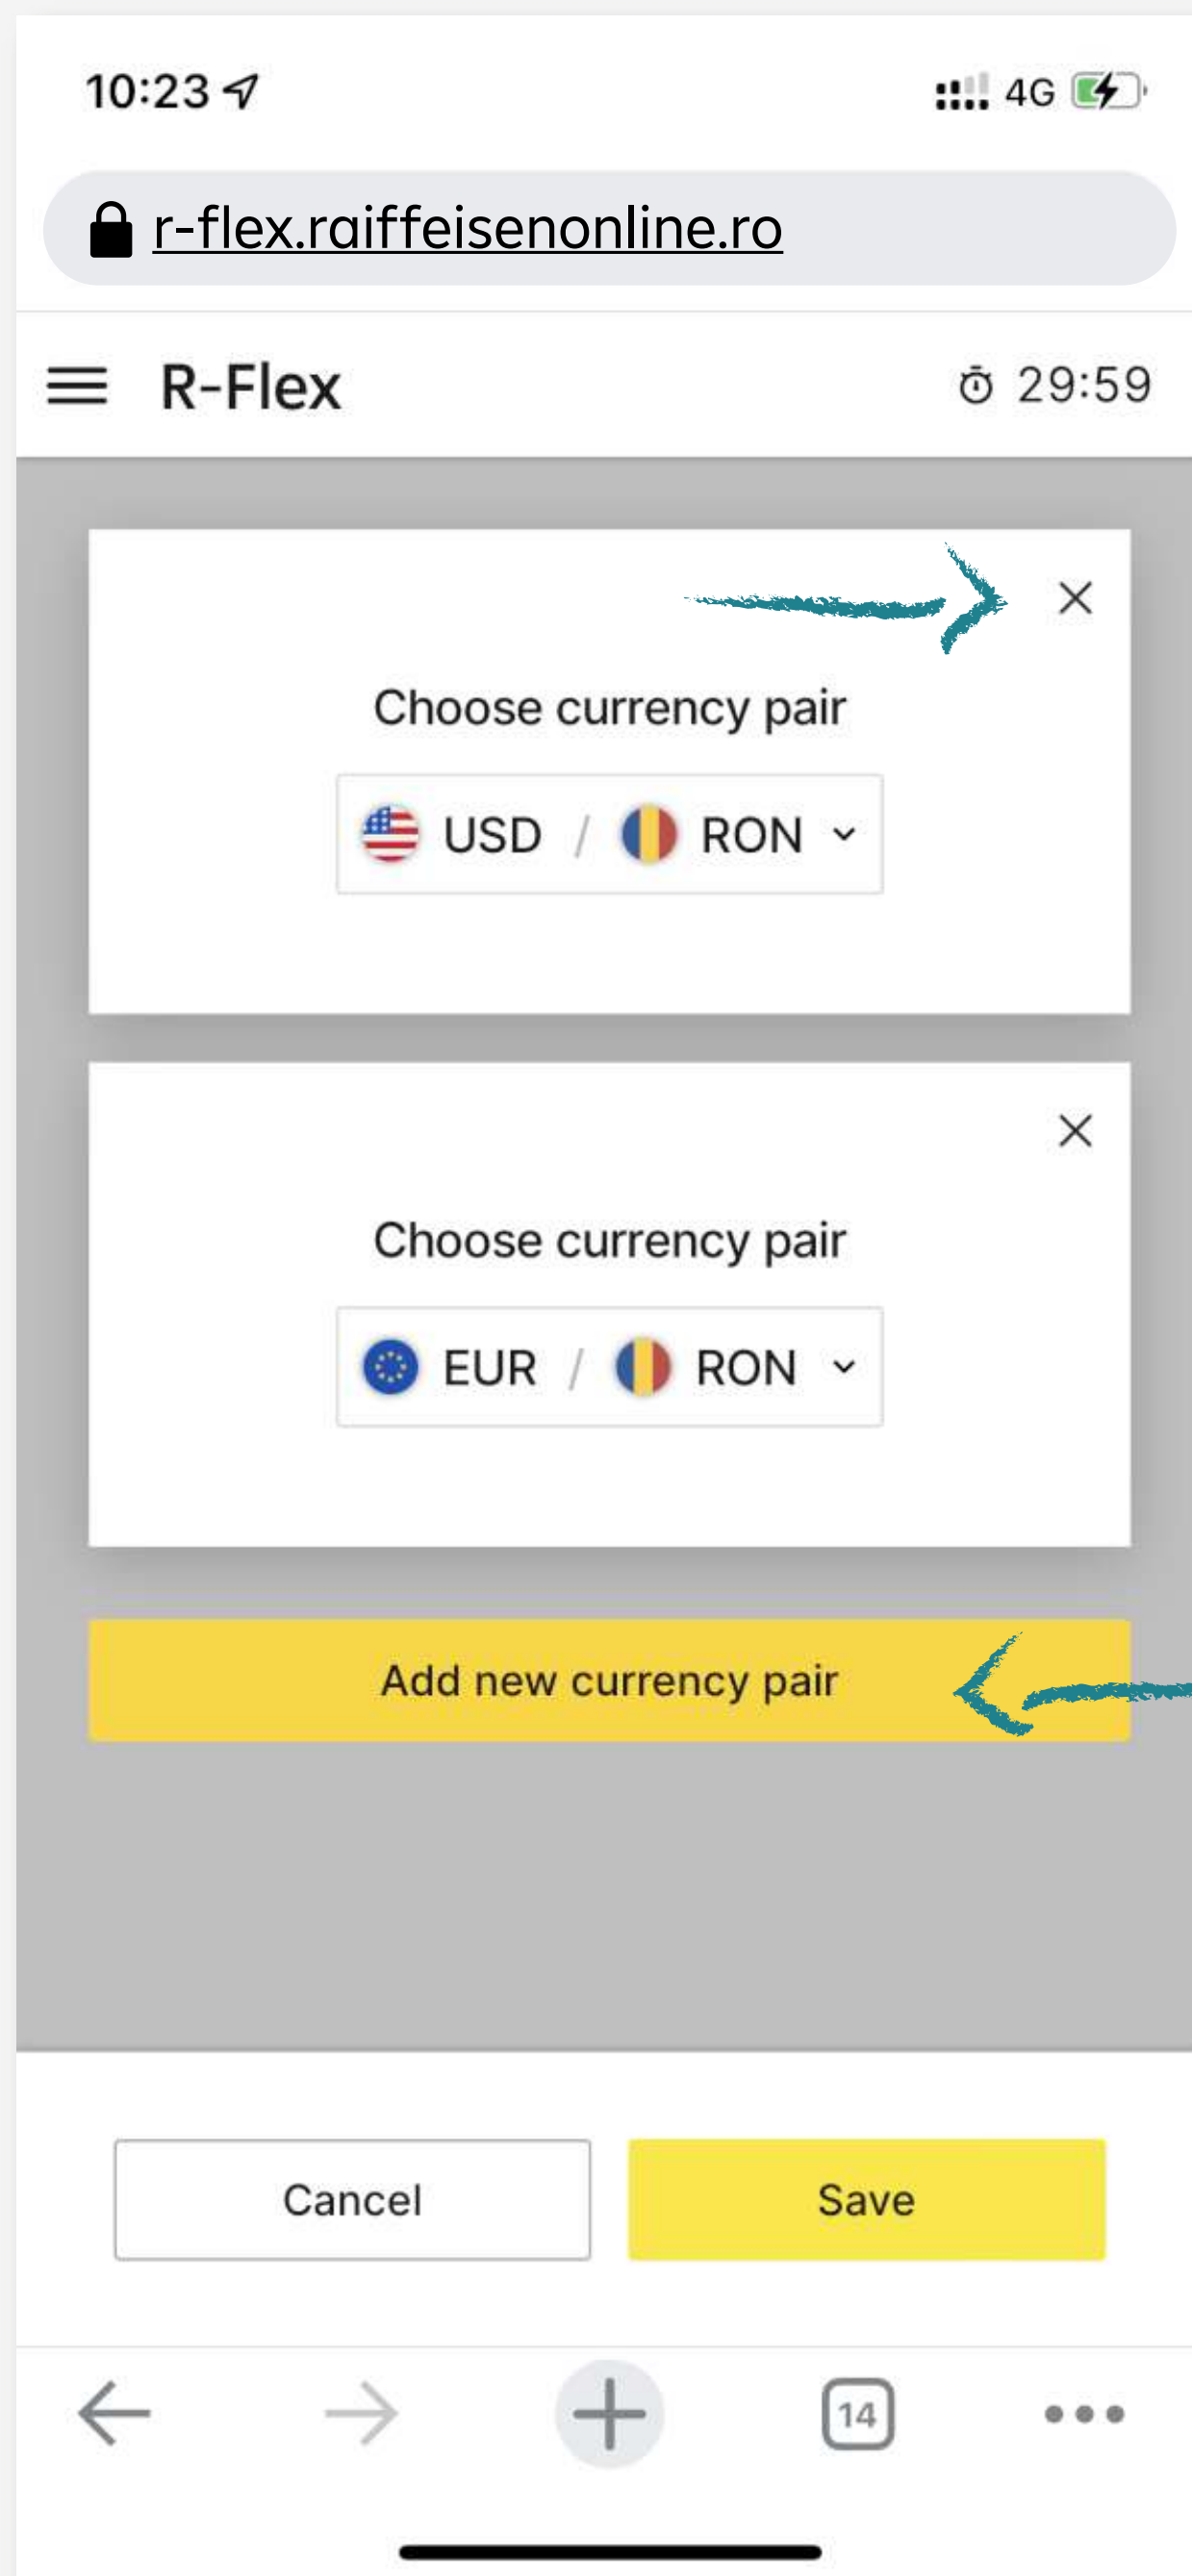 10:23
4G
r-flex.raiffeisenonline.ro
R-Flex
29:59
Choose currency pair
USD / RON
Choose currency pair
EUR / RON
Add new currency pair
Cancel
Save
14